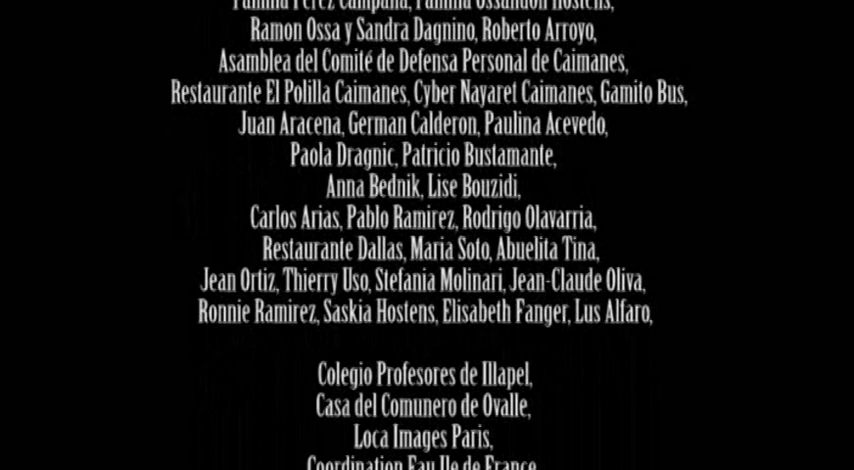 Familia Perez Campaña, Familia Ossandon Hostens,
Ramon Ossa y Sandra Dagnino, Roberto Arroyo,
Asamblea del Comité de Defensa Personal de Caimanes,
Restaurante El Polilla Caimanes, Cyber Nayaret Caimanes, Gamito Bus,
Juan Aracena, German Calderon, Paulina Acevedo,
Paola Dragnic, Patricio Bustamante,
Anna Bednik, Lise Bouzidi,
Carlos Arias, Pablo Ramirez, Rodrigo Olavarria,
Restaurante Dallas, Maria Soto, Abuelita Tina,
Jean Ortiz, Thierry Uso, Stefania Molinari, Jean-Claude Oliva,
Ronnie Ramirez, Saskia Hostens, Elisabeth Fanger, Lus Alfaro,
Colegio Profesores de Illapel,
Casa del Comunero de Ovalle,
Loca Images Paris,
Coordination Eau Ile de France